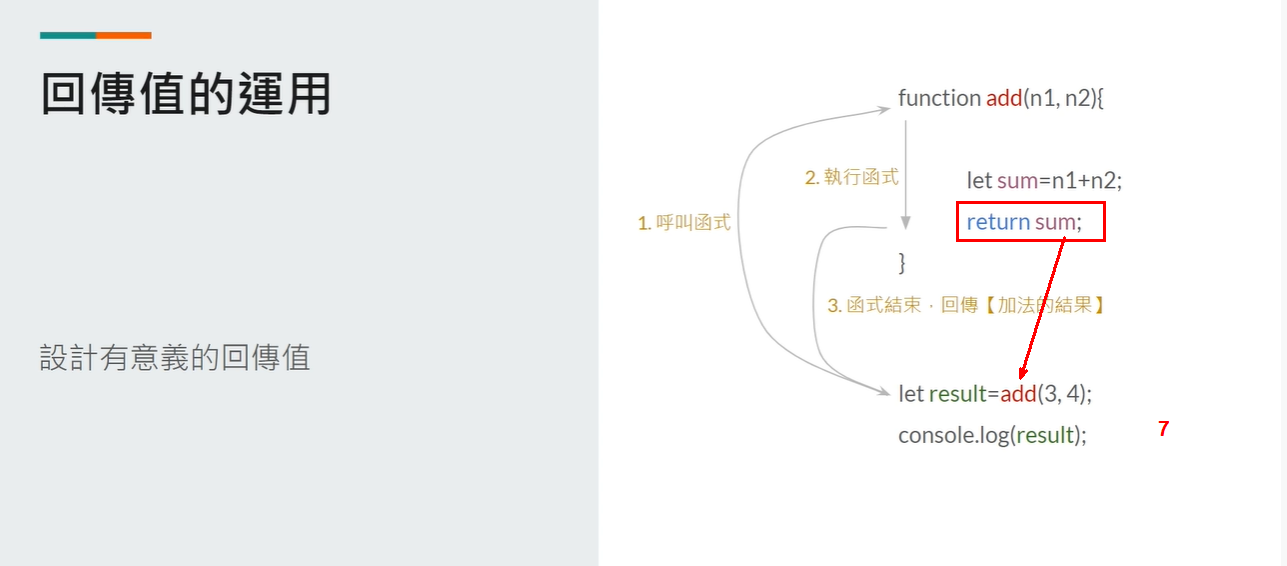 回傳值的運用
設計有意義的回傳值
function add(n1, n2){
2. 執行函式
let sum=n1+n2;
1. 呼叫函式
return sum;
}
3. 函式結束，回傳【加法的結果】
let result=add(3, 4);
console.log(result);
7